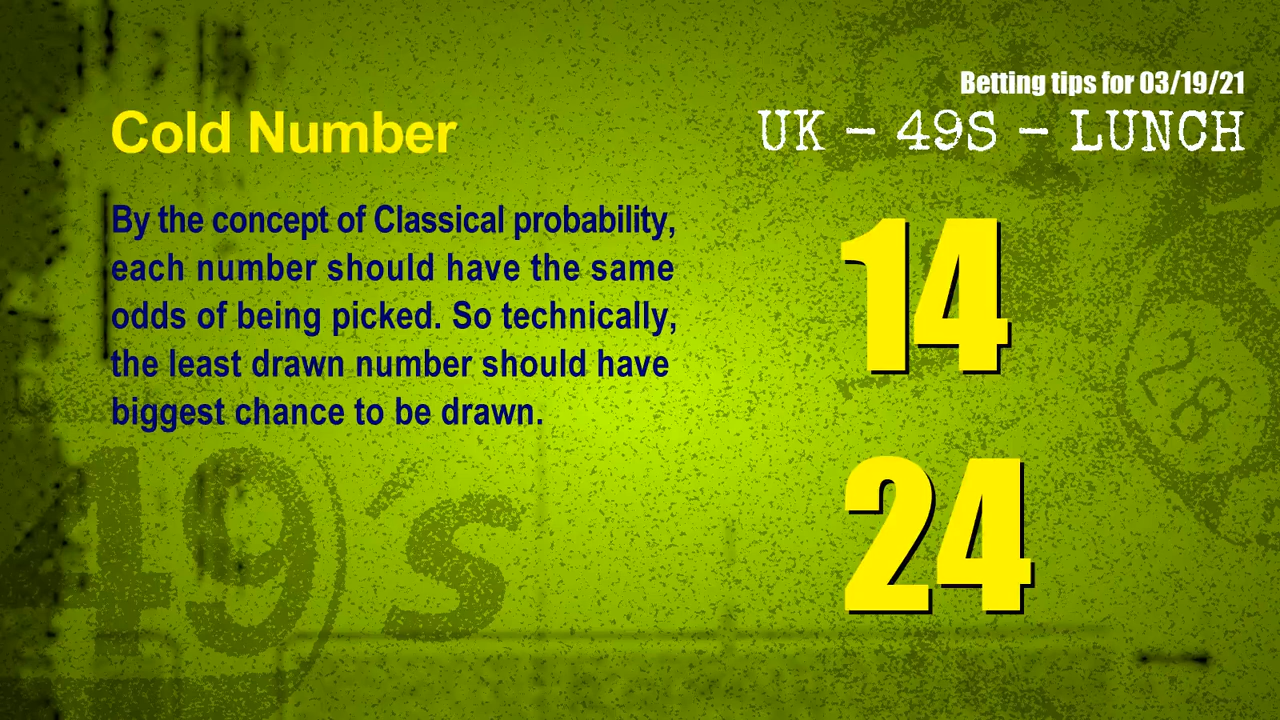 Betting tips for 03/19/21
UK - 49S - LUNCH
Cold Number
By the concept of Classical probability,
each number should have the same
odds of being picked. So technically,
the least drawn number should have
biggest chance to be drawn.
14
24
49's
28